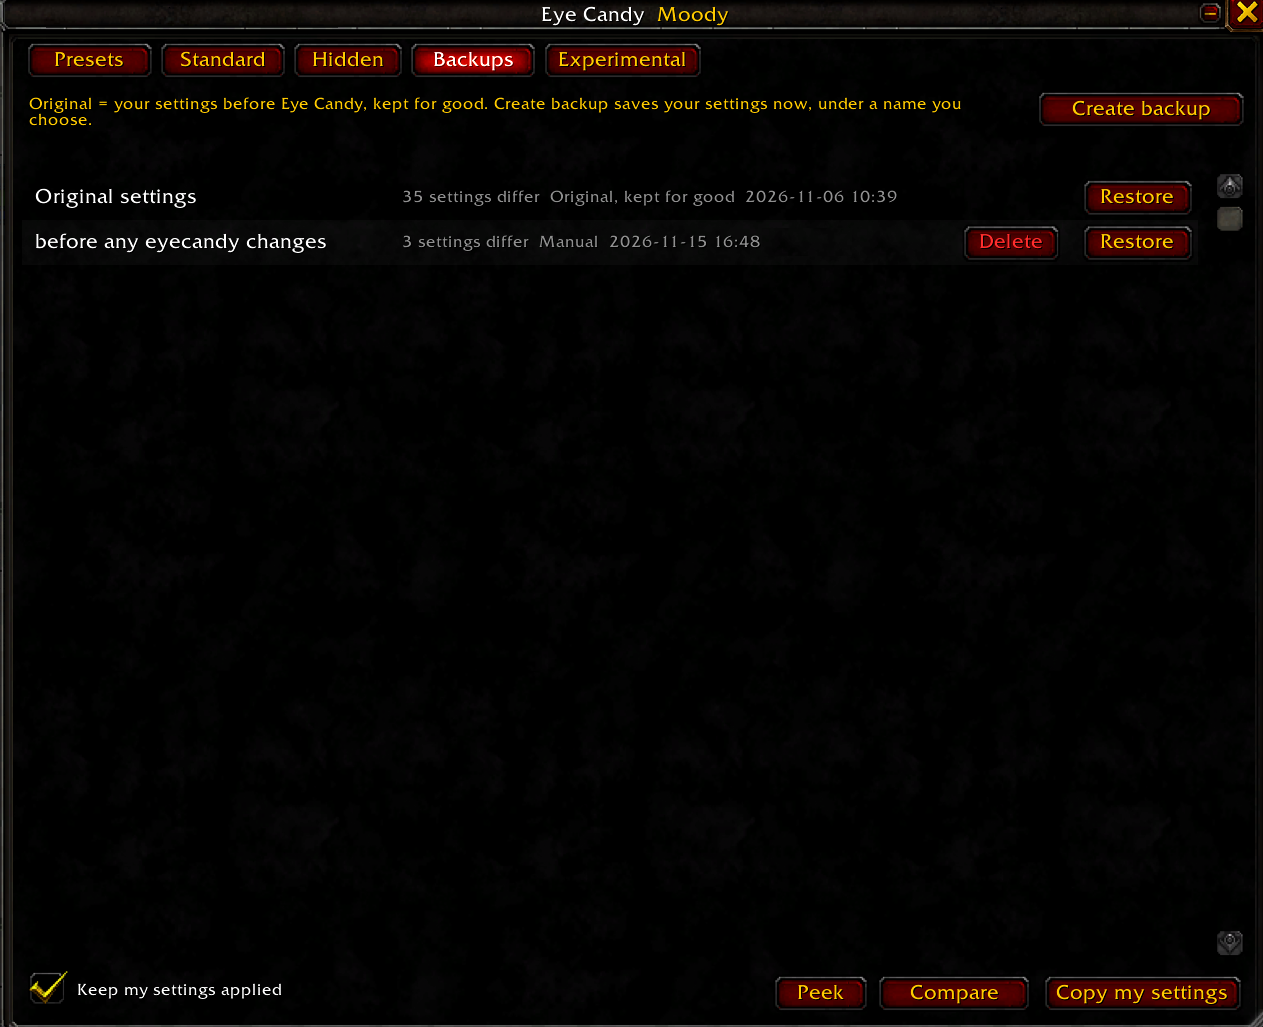 Eye Candy Moody
Presets Standard Hidden Backups Experimental
Original = your settings before Eye Candy, kept for good. Create backup saves your settings now, under a name you
choose.
Create backup
Original settings 35 settings differ Original, kept for good 2026-11-06 10:39 Restore
before any eyecandy changes 3 settings differ Manual 2026-11-15 16:48 Delete Restore
Keep my settings applied Peek Compare Copy my settings